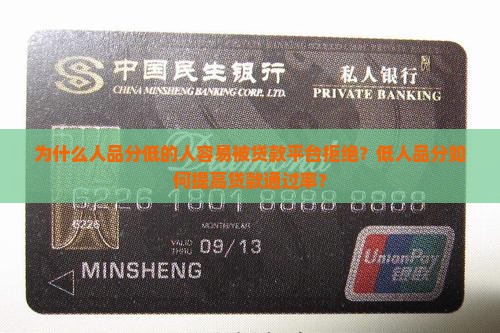 中国民生银行
CHINA MINSHENG BANKING CORP., LTD.
私人银行
PRIVATE BANKING
为什么人品分低的人容易被贷款平台拒绝？低人品分如
何提高贷款通过率？
Diamond
6226 1801 8888 8888
6226
MONTH/YEAR
VALID
THRU
09/13
MINSHENG
UnionPay
银联